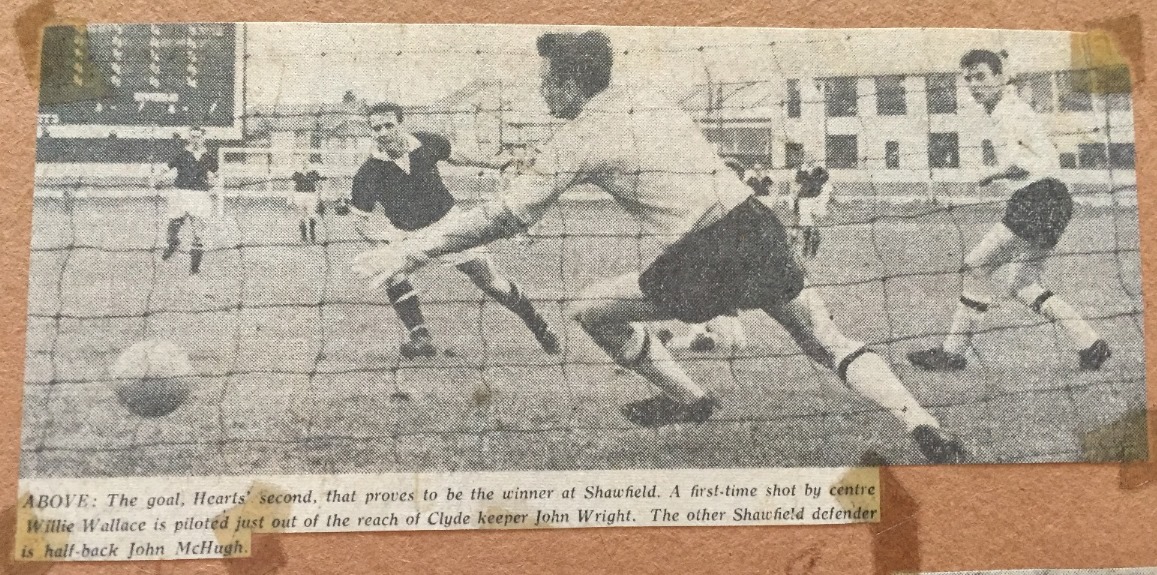 ABOVE: The goal, Hearts' second, that proves to be the winner at Shawfield. A first-time shot by centre
Willie Wallace is piloted just out of the reach of Clyde keeper John Wright. The other Shawfield defender
is half-back John McHugh.